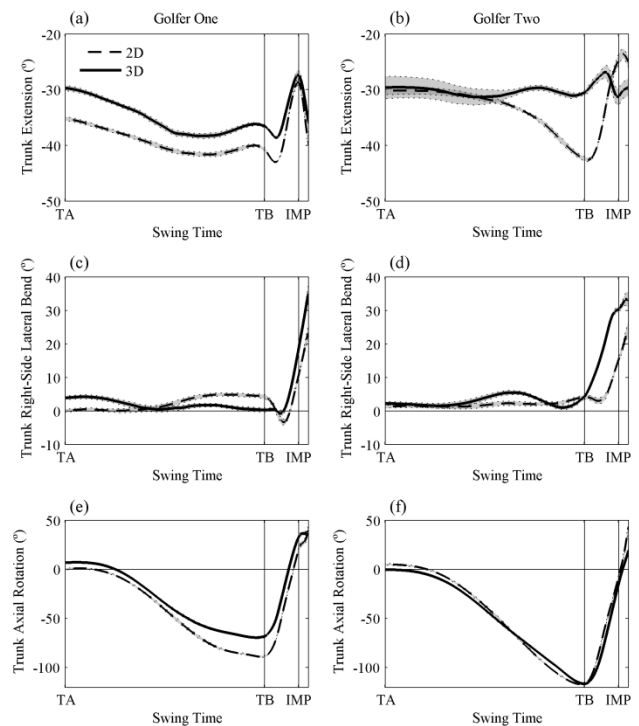 (a) Golfer One
(b) Golfer Two
2D
3D
Trunk Extension (º)
-20
-30
-40
-50
TA TB IMP
Swing Time
Trunk Extension (º)
-20
-30
-40
-50
TA TB IMP
Swing Time
(c)
Trunk Right-Side Lateral Bend (º)
40
30
20
10
0
-10
TA TB IMP
Swing Time
(d)
Trunk Right-Side Lateral Bend (º)
40
30
20
10
0
-10
TA TB IMP
Swing Time
(e)
Trunk Axial Rotation (º)
50
0
-50
-100
TA TB IMP
Swing Time
(f)
Trunk Axial Rotation (º)
50
0
-50
-100
TA TB IMP
Swing Time